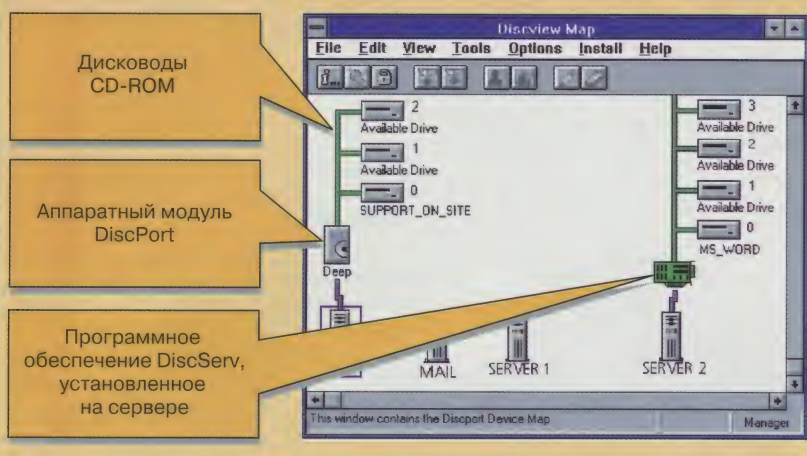 Дисководы
CD-ROM
Аппаратный модуль
DiscPort
Программное
обеспечение DiscServ,
установленное
на сервере
Discview Map
File Edit View Tools Options Install Help
2
Available Drive
1
Available Drive
0
SUPPORT_ON_SITE
Deep
3
Available Drive
2
Available Drive
1
Available Drive
0
MS_WORD
MAIL
SERVER 1
SERVER 2
This window contains the Discport Device Map
Manager